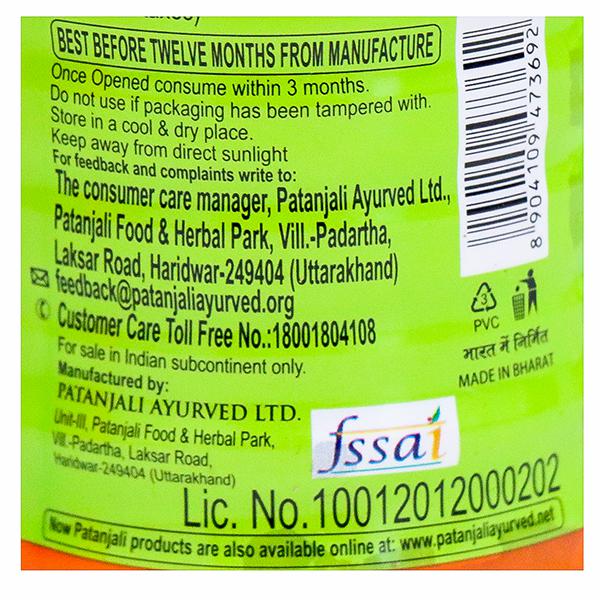 BEST BEFORE TWELVE MONTHS FROM MANUFACTURE
Once Opened consume within 3 months.
Do not use if packaging has been tampered with.
Store in a cool & dry place.
Keep away from direct sunlight
For feedback and complaints write to:
The consumer care manager, Patanjali Ayurved Ltd.,
Patanjali Food & Herbal Park, Vill.-Padartha,
Laksar Road, Haridwar-249404 (Uttarakhand)
feedback@patanjaliayurved.org
Customer Care Toll Free No.:18001804108
For sale in Indian subcontinent only.
Manufactured by:
PATANJALI AYURVED LTD.
Unit-III, Patanjali Food & Herbal Park,
Vill.-Padartha, Laksar Road,
Haridwar-249404 (Uttarakhand)
8 904109 473692
3
PVC
भारत में निर्मित
MADE IN BHARAT
fssai
Lic. No.10012012000202
Now Patanjali products are also available online at: www.patanjaliayurved.net